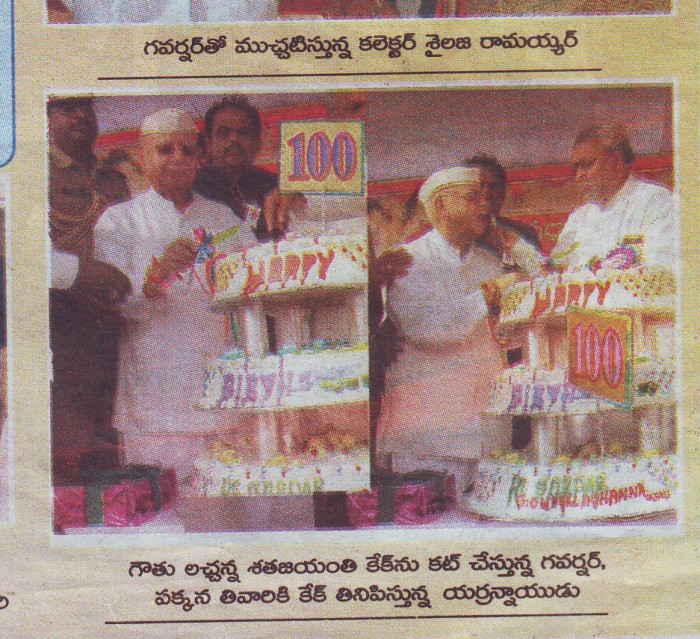 గవర్నర్‌తో ముచ్చటిస్తున్న కలెక్టర్ శైలజ రామయ్యర్
100
HAPPY
HAPPY
100
గౌతు లచ్చన్న శతజయంతి కేక్‌ను కట్ చేస్తున్న గవర్నర్,
పక్కన తివారికి కేక్ తినిపిస్తున్న యర్రన్నాయుడు